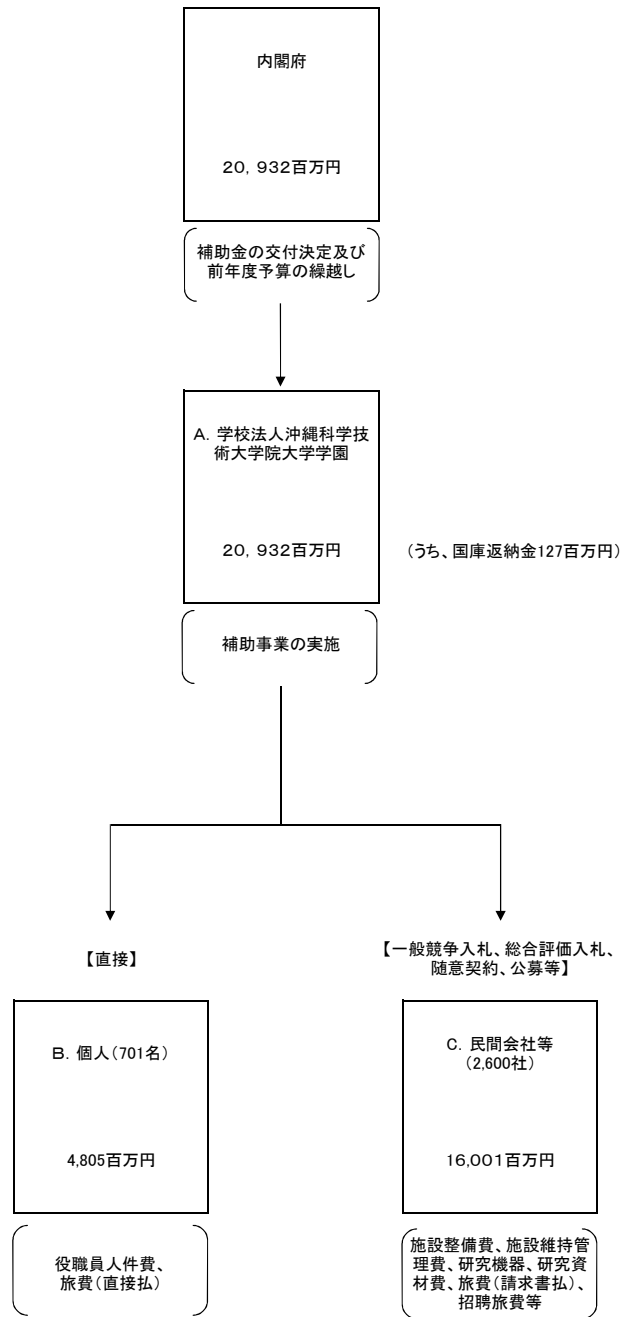 内閣府
20, 932百万円
補助金の交付決定及び
前年度予算の繰越し
A. 学校法人沖縄科学技
術大学院大学学園
20, 932百万円
(うち、国庫返納金127百万円)
補助事業の実施
【直接】
【一般競争入札、総合評価入札、
随意契約、公募等】
B. 個人(701名)
4,805百万円
C. 民間会社等
(2,600社)
16,001百万円
役職員人件費、
旅費(直接払)
施設整備費、施設維持管
理費、研究機器、研究資
材費、旅費(請求書払)、
招聘旅費等